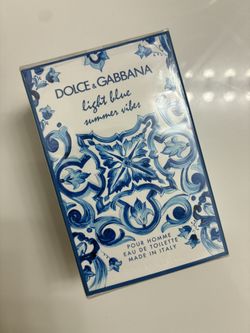 DOLCE & GABBANA
light blue
summer vibes
POUR HOMME
EAU DE TOILETTE
MADE IN ITALY